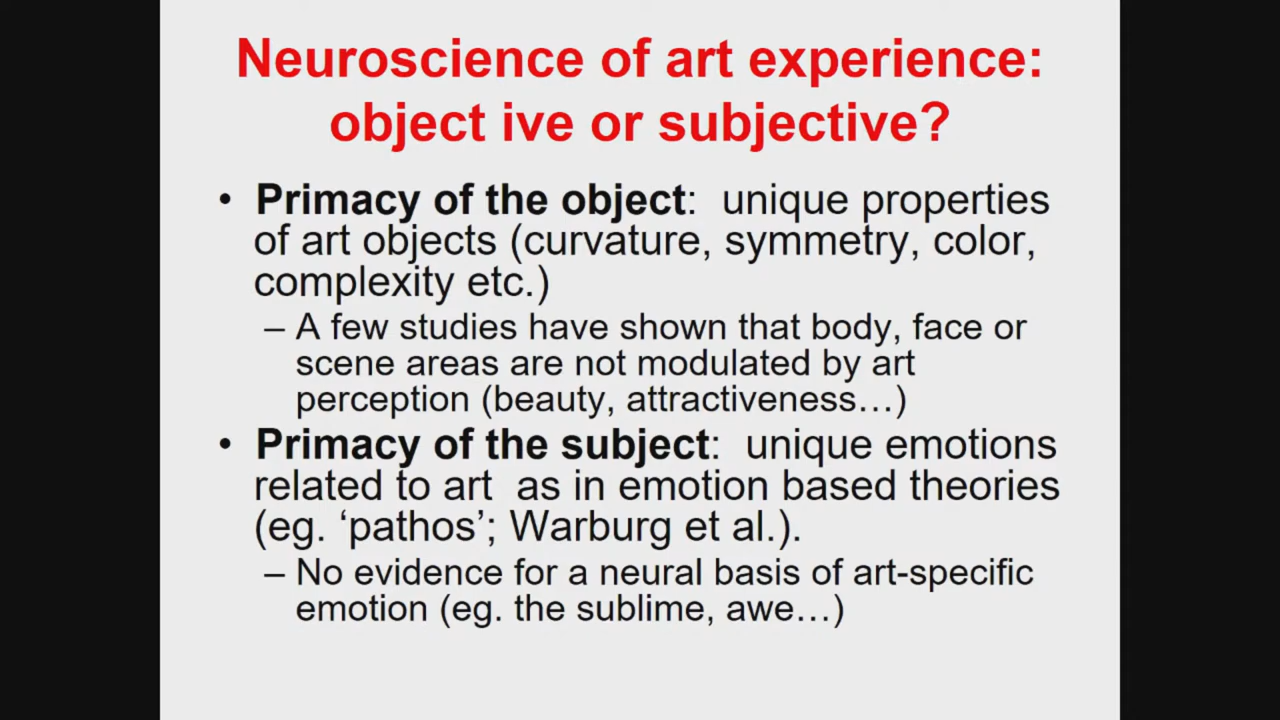 Neuroscience of art experience:
object ive or subjective?
• Primacy of the object:  unique properties
of art objects (curvature, symmetry, color,
complexity etc.)
– A few studies have shown that body, face or
scene areas are not modulated by art
perception (beauty, attractiveness…)
• Primacy of the subject:  unique emotions
related to art  as in emotion based theories
(eg. ‘pathos’; Warburg et al.).
– No evidence for a neural basis of art-specific
emotion (eg. the sublime, awe…)